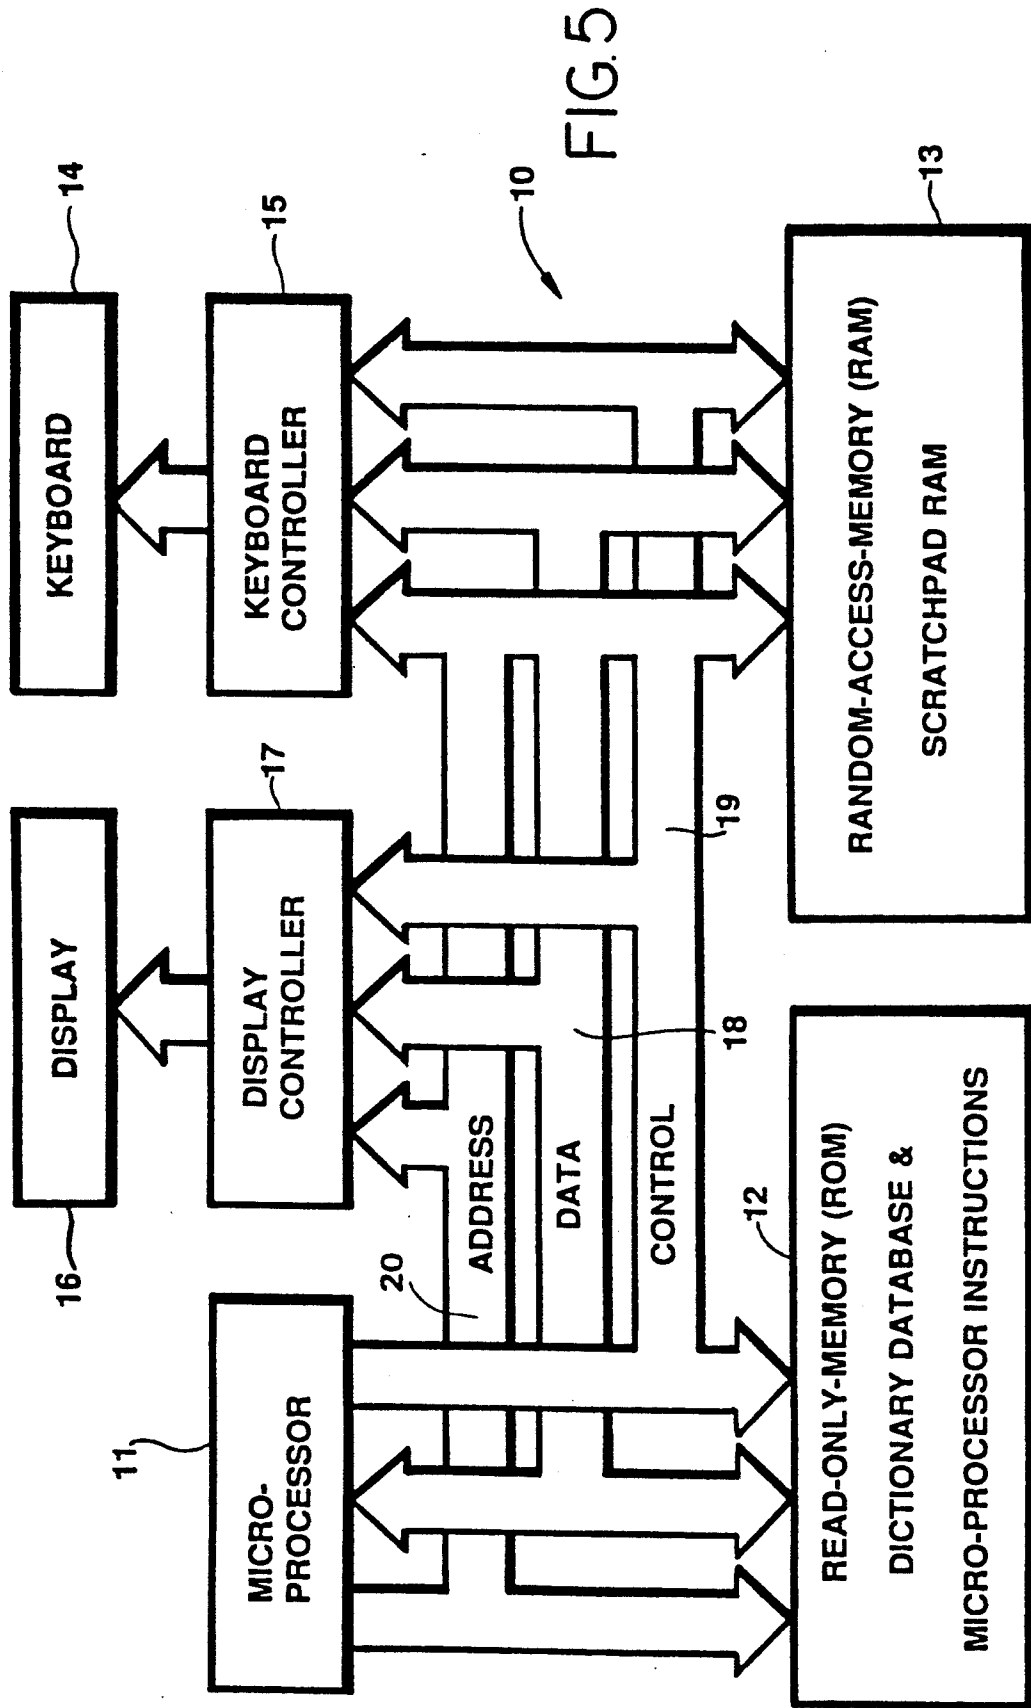 16
DISPLAY
14
KEYBOARD
11
MICRO-
PROCESSOR
DISPLAY
CONTROLLER
17
KEYBOARD
CONTROLLER
15
20
ADDRESS
DATA
CONTROL
18
19
10
FIG. 5
12
READ-ONLY-MEMORY (ROM)
DICTIONARY DATABASE &
MICRO-PROCESSOR INSTRUCTIONS
13
RANDOM-ACCESS-MEMORY (RAM)
SCRATCHPAD RAM